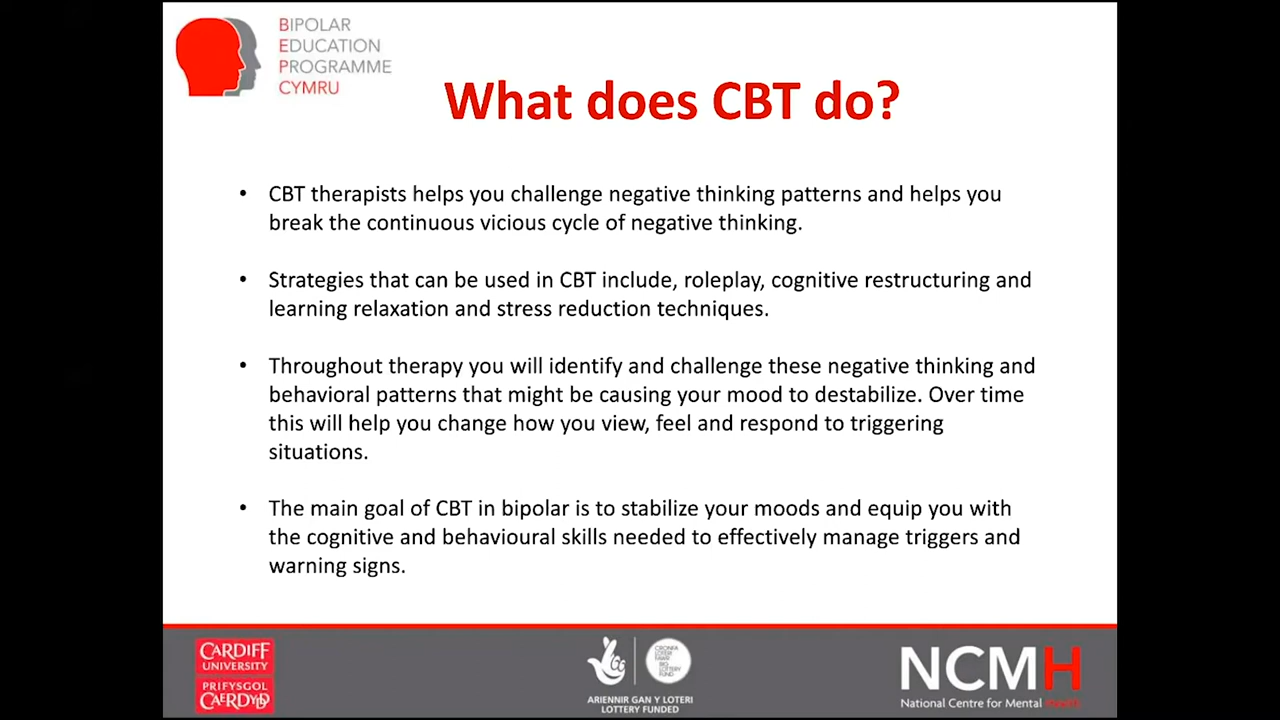 BIPOLAR
EDUCATION
PROGRAMME
CYMRU
What does CBT do?
• CBT therapists helps you challenge negative thinking patterns and helps you
break the continuous vicious cycle of negative thinking.
• Strategies that can be used in CBT include, roleplay, cognitive restructuring and
learning relaxation and stress reduction techniques.
• Throughout therapy you will identify and challenge these negative thinking and
behavioral patterns that might be causing your mood to destabilize. Over time
this will help you change how you view, feel and respond to triggering
situations.
• The main goal of CBT in bipolar is to stabilize your moods and equip you with
the cognitive and behavioural skills needed to effectively manage triggers and
warning signs.
CARDIFF
UNIVERSITY
PRIFYSGOL
CAERDYDD
CRONFA
LOTERI
FAWR
BIG
LOTTERY
FUND
ARIENNIR GAN Y LOTERI
LOTTERY FUNDED
NCMH
National Centre for Mental Health